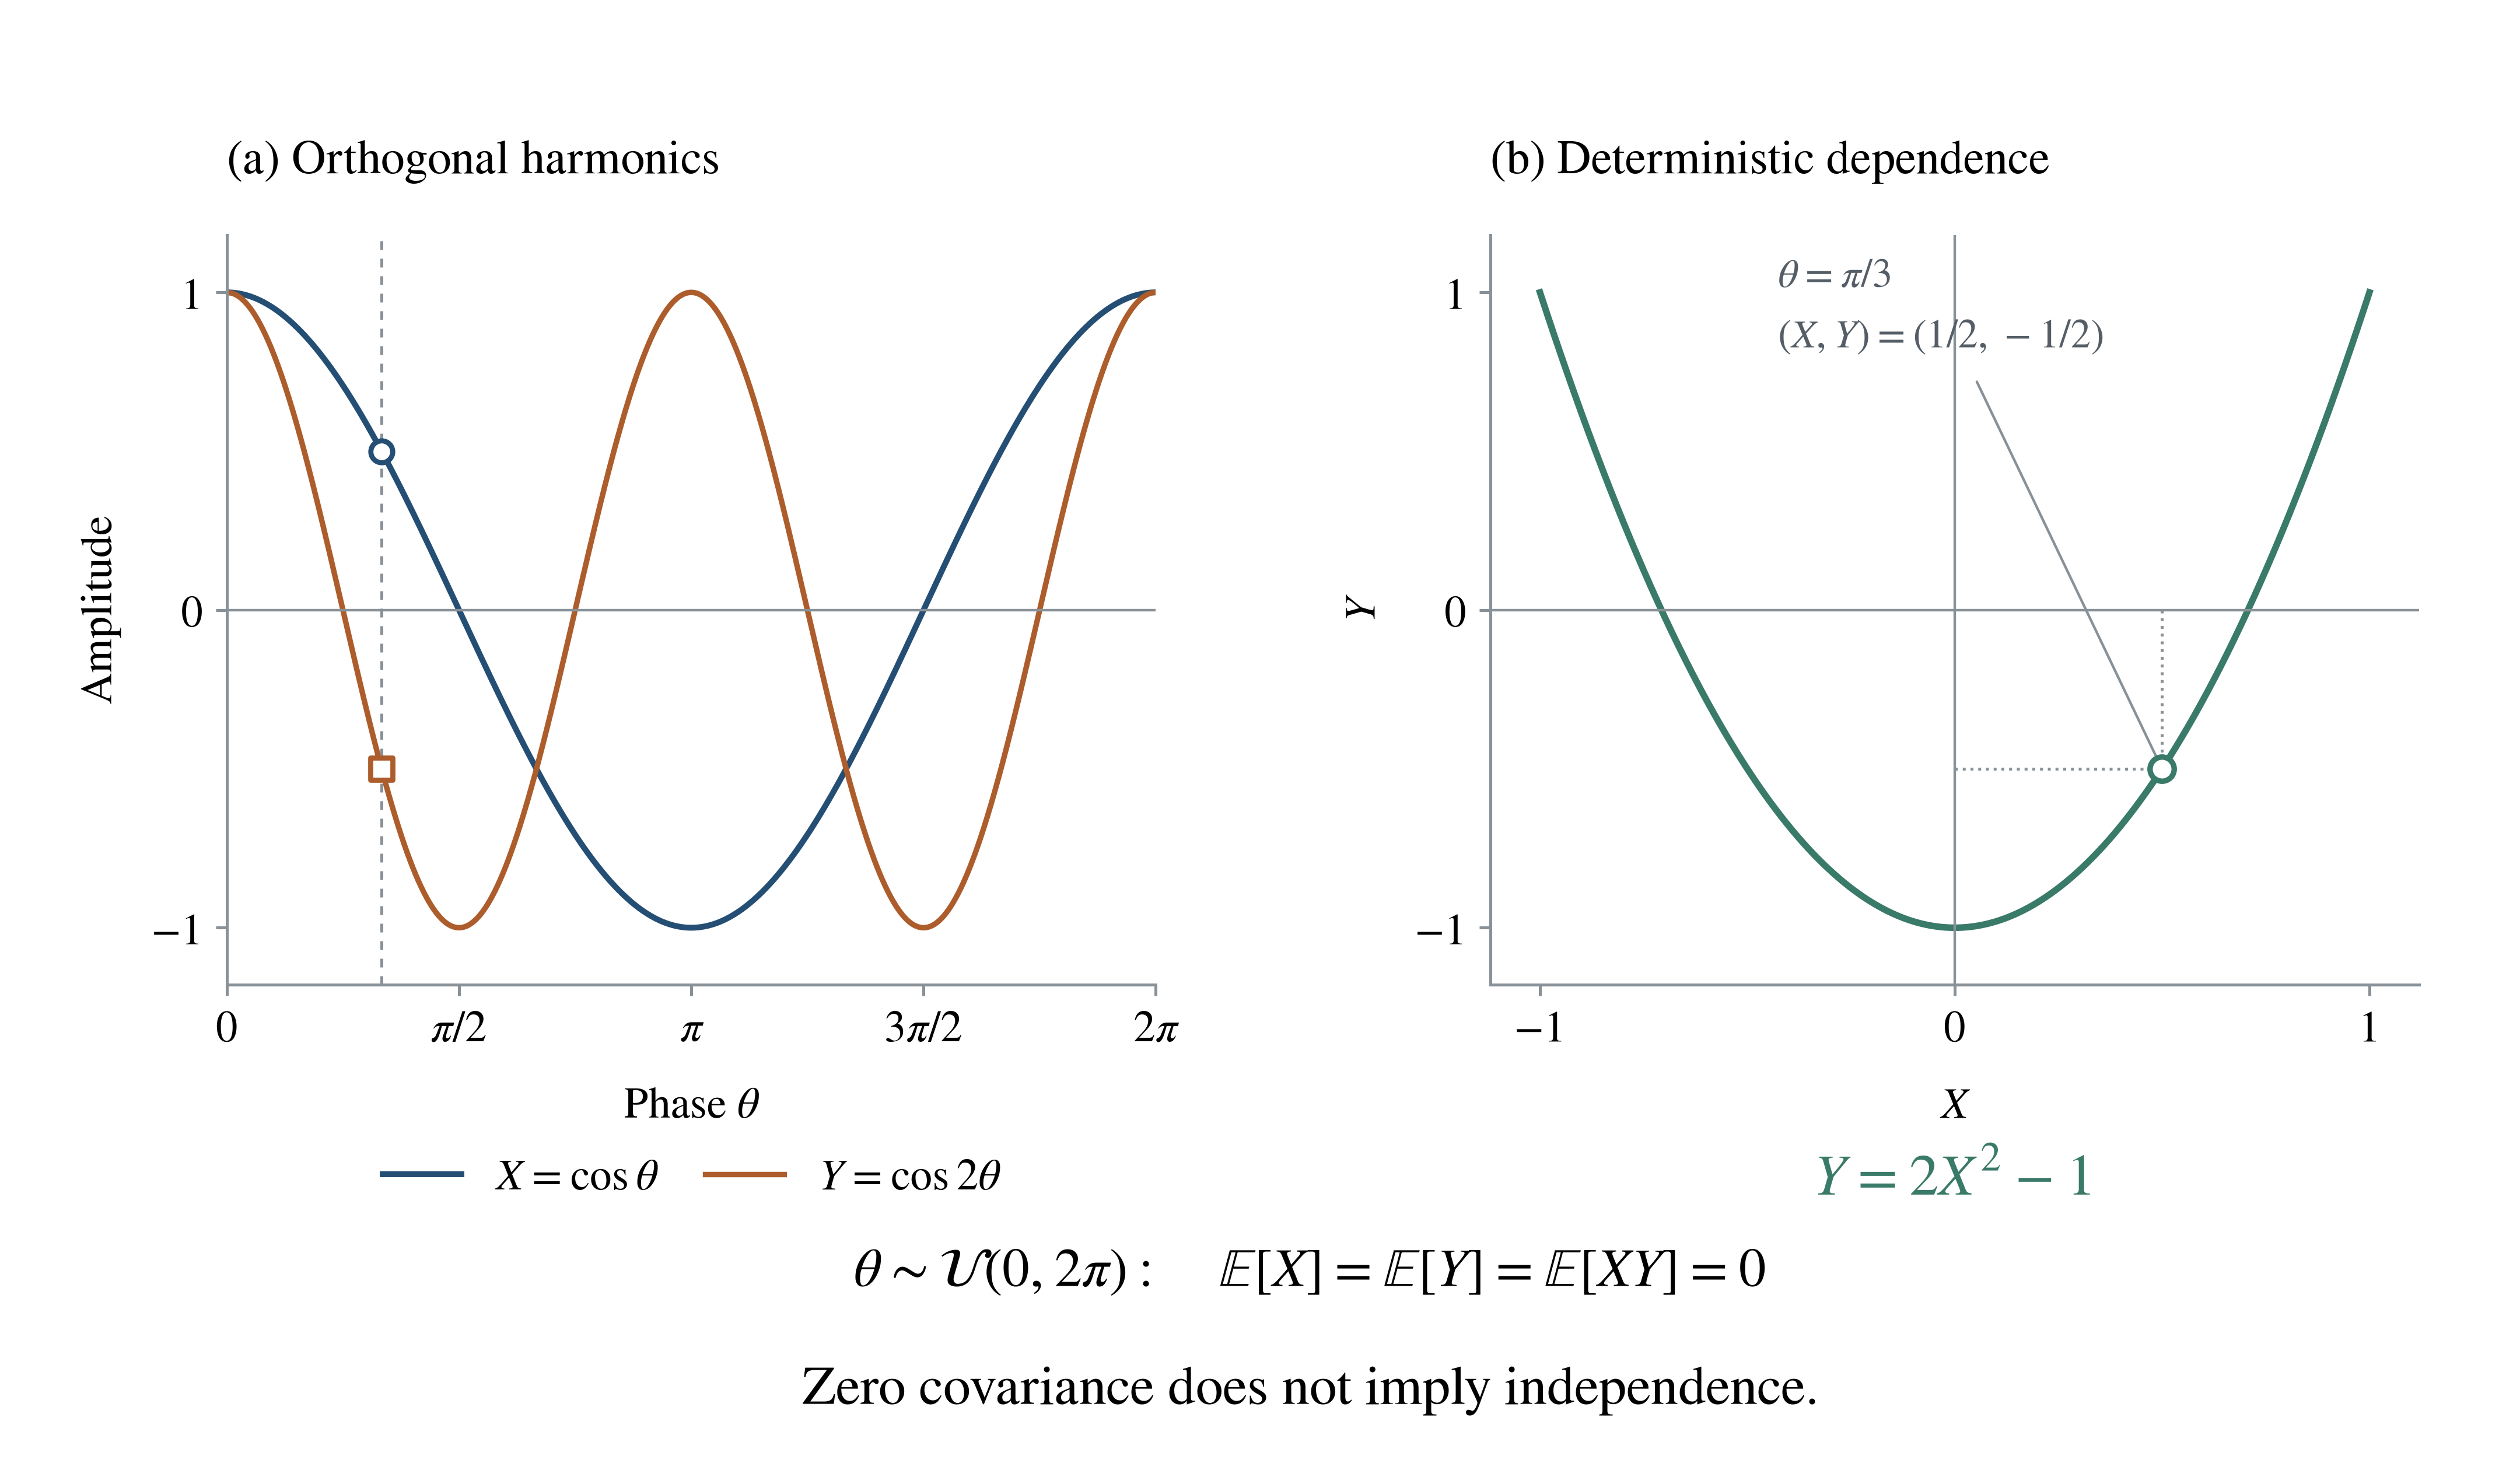 (a) Orthogonal harmonics
Amplitude
1
0
−1
0 π/2 π 3π/2 2π
Phase θ
X = cos θ Y = cos 2θ
(b) Deterministic dependence
θ = π/3
(X, Y) = (1/2, − 1/2)
Y
1
0
−1
−1 0 1
X
Y = 2X² − 1
θ ~ 𝒰(0, 2π) : 𝔼[X] = 𝔼[Y] = 𝔼[XY] = 0
Zero covariance does not imply independence.